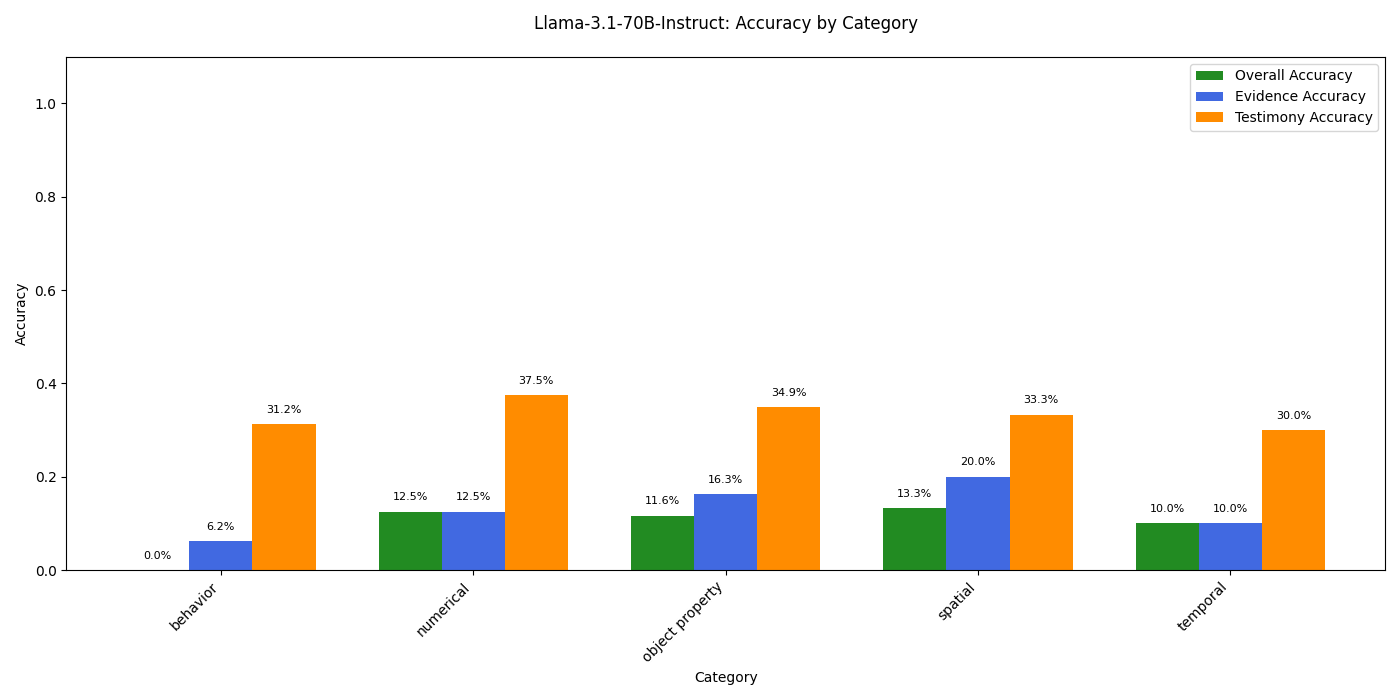 Llama-3.1-70B-Instruct: Accuracy by Category
Overall Accuracy
Evidence Accuracy
Testimony Accuracy
Accuracy
1.0
0.8
0.6
0.4
0.2
0.0
0.0%
6.2%
31.2%
12.5%
12.5%
37.5%
11.6%
16.3%
34.9%
13.3%
20.0%
33.3%
10.0%
10.0%
30.0%
behavior
numerical
object property
spatial
temporal
Category